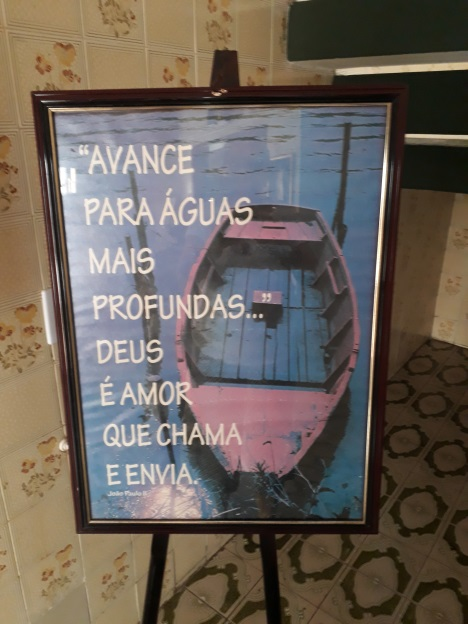 “AVANCE
PARA ÁGUAS
MAIS
PROFUNDAS...”
DEUS
É AMOR
QUE CHAMA
E ENVIA.
João Paulo II